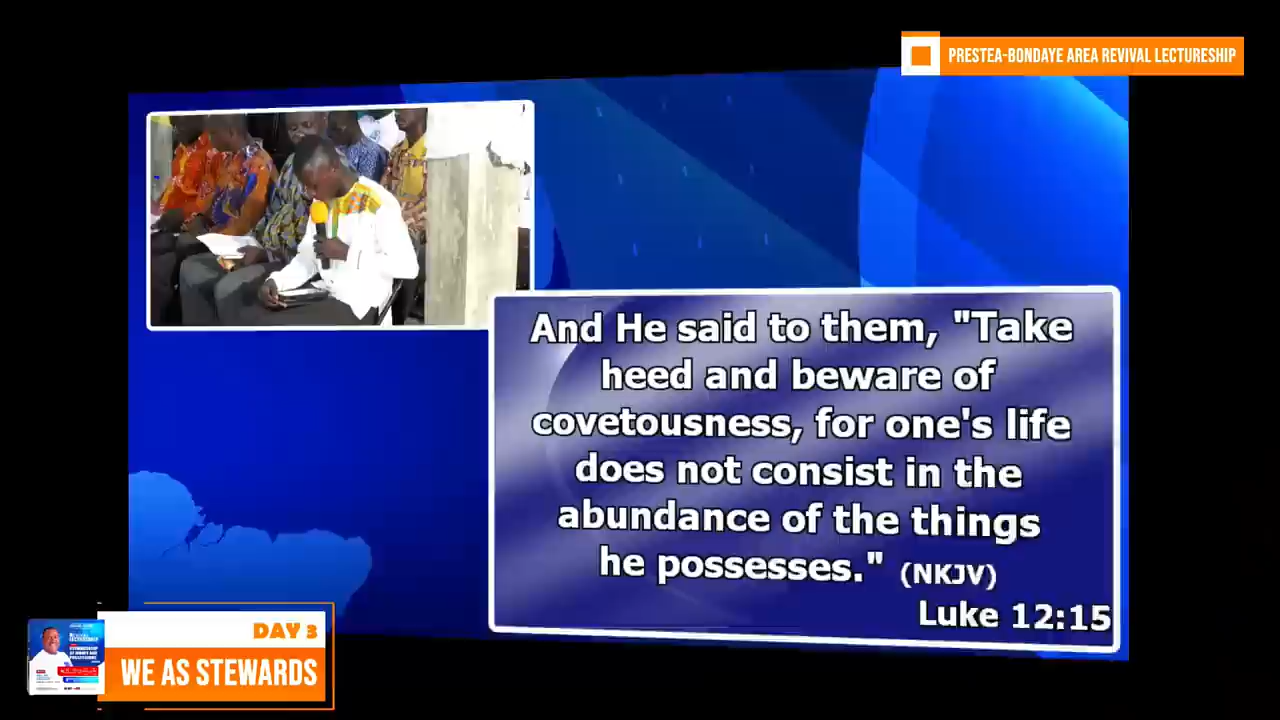 PRESTEA-BONDAYE AREA REVIVAL LECTURESHIP
And He said to them, "Take
heed and beware of
covetousness, for one's life
does not consist in the
abundance of the things
he possesses." (NKJV)
Luke 12:15
DAY 3
WE AS STEWARDS